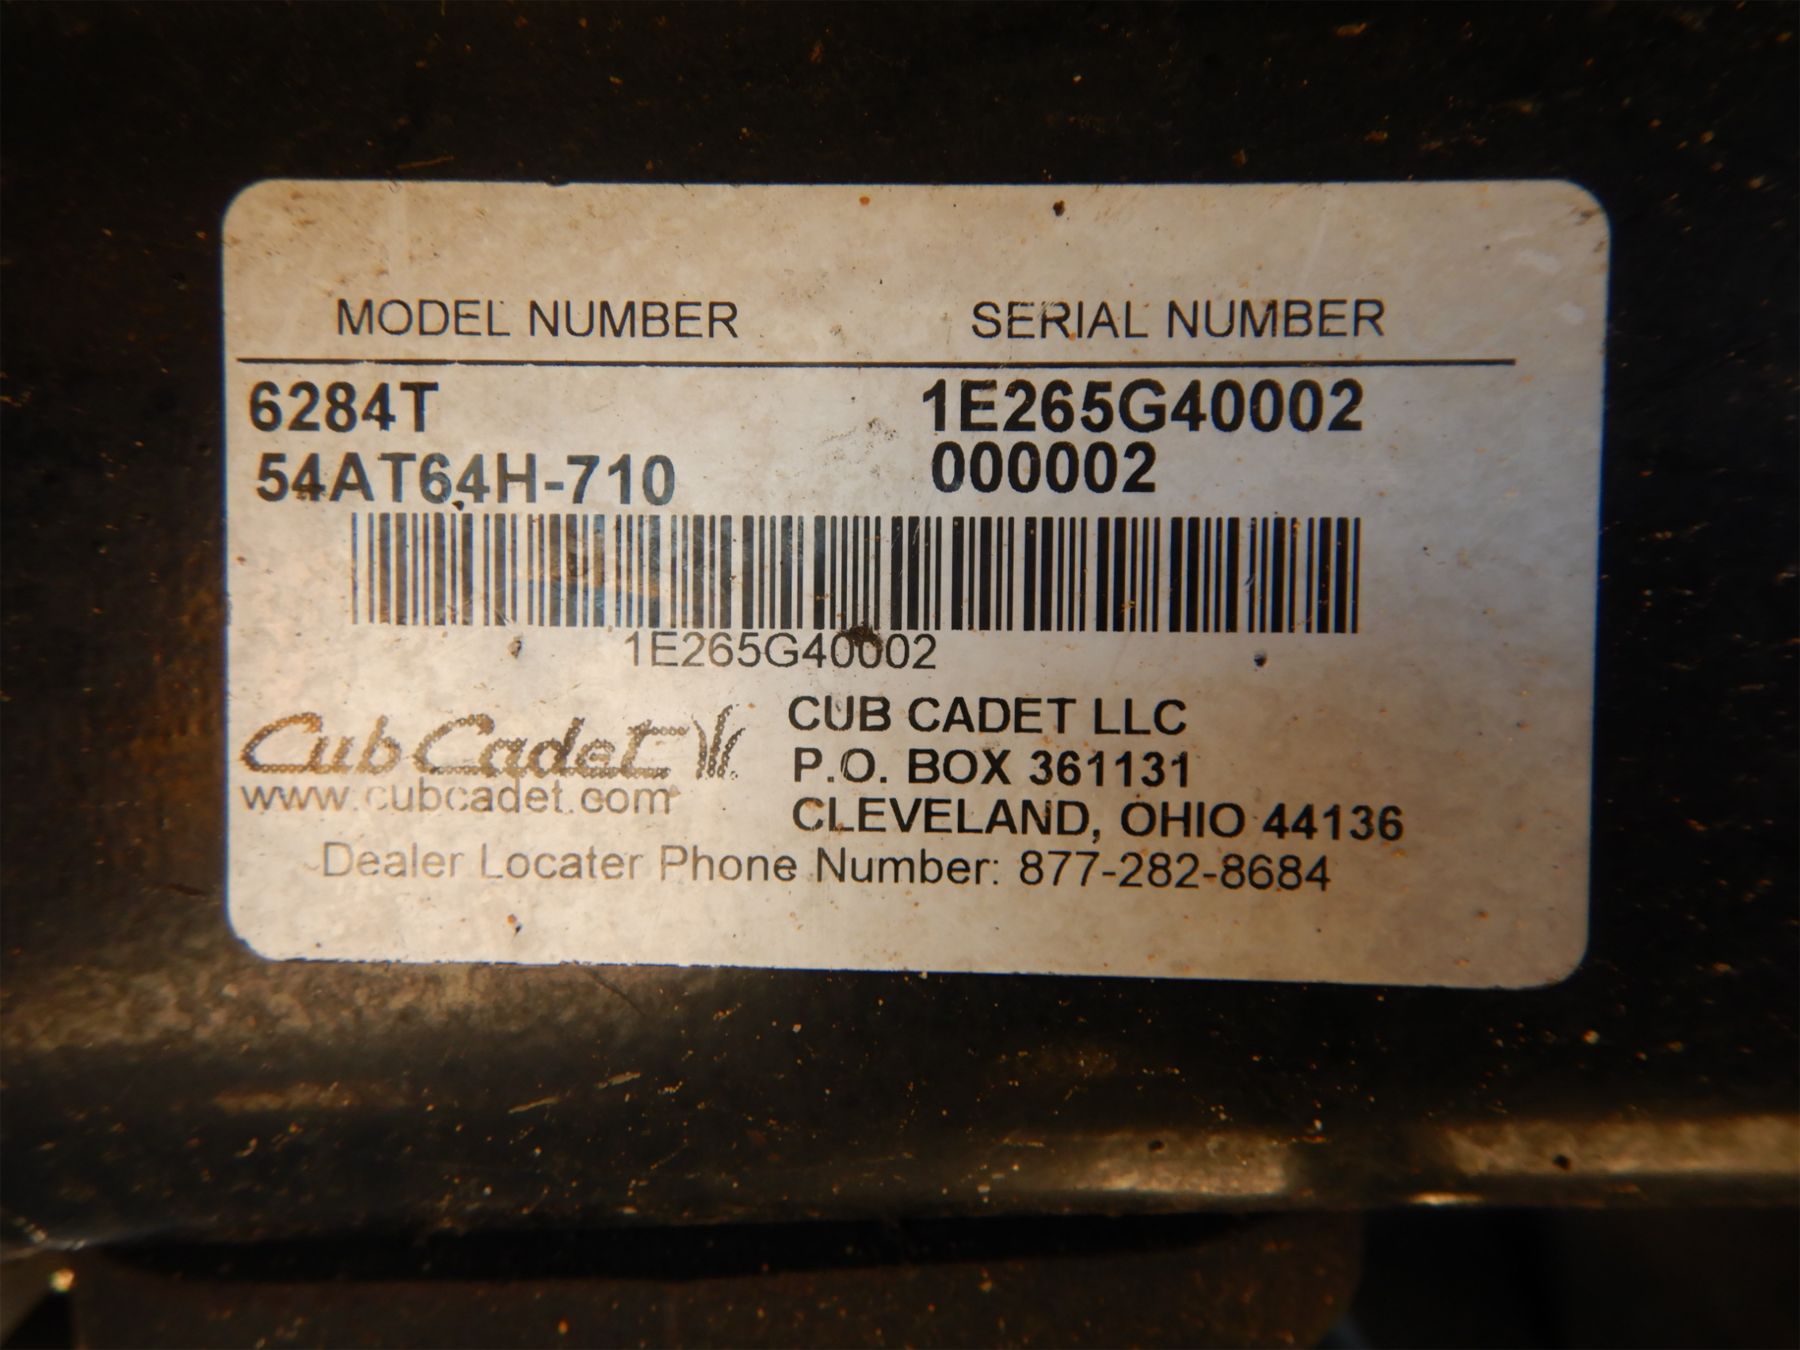 MODEL NUMBER SERIAL NUMBER
6284T 1E265G40002
54AT64H-710 000002
1E265G40002
Cub Cadet CUB CADET LLC
www.cubcadet.com P.O. BOX 361131
CLEVELAND, OHIO 44136
Dealer Locater Phone Number: 877-282-8684